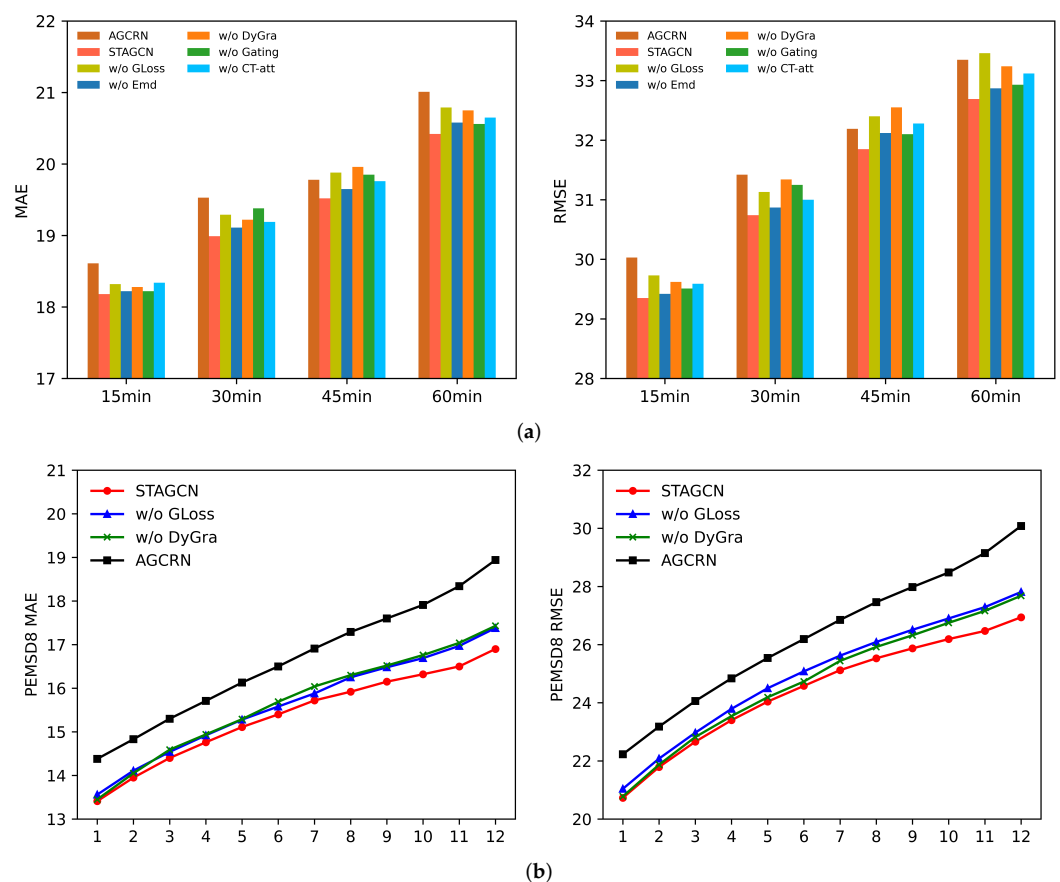 22
21
20
19
18
17
MAE
AGCRN
STAGCN
w/o GLoss
w/o Emd
w/o DyGra
w/o Gating
w/o CT-att
15min 30min 45min 60min
34
33
32
31
30
29
28
RMSE
AGCRN
STAGCN
w/o GLoss
w/o Emd
w/o DyGra
w/o Gating
w/o CT-att
15min 30min 45min 60min
(a)
21
20
19
18
17
16
15
14
13
PEMSD8 MAE
STAGCN
w/o GLoss
w/o DyGra
AGCRN
1 2 3 4 5 6 7 8 9 10 11 12
32
30
28
26
24
22
20
PEMSD8 RMSE
STAGCN
w/o GLoss
w/o DyGra
AGCRN
1 2 3 4 5 6 7 8 9 10 11 12
(b)